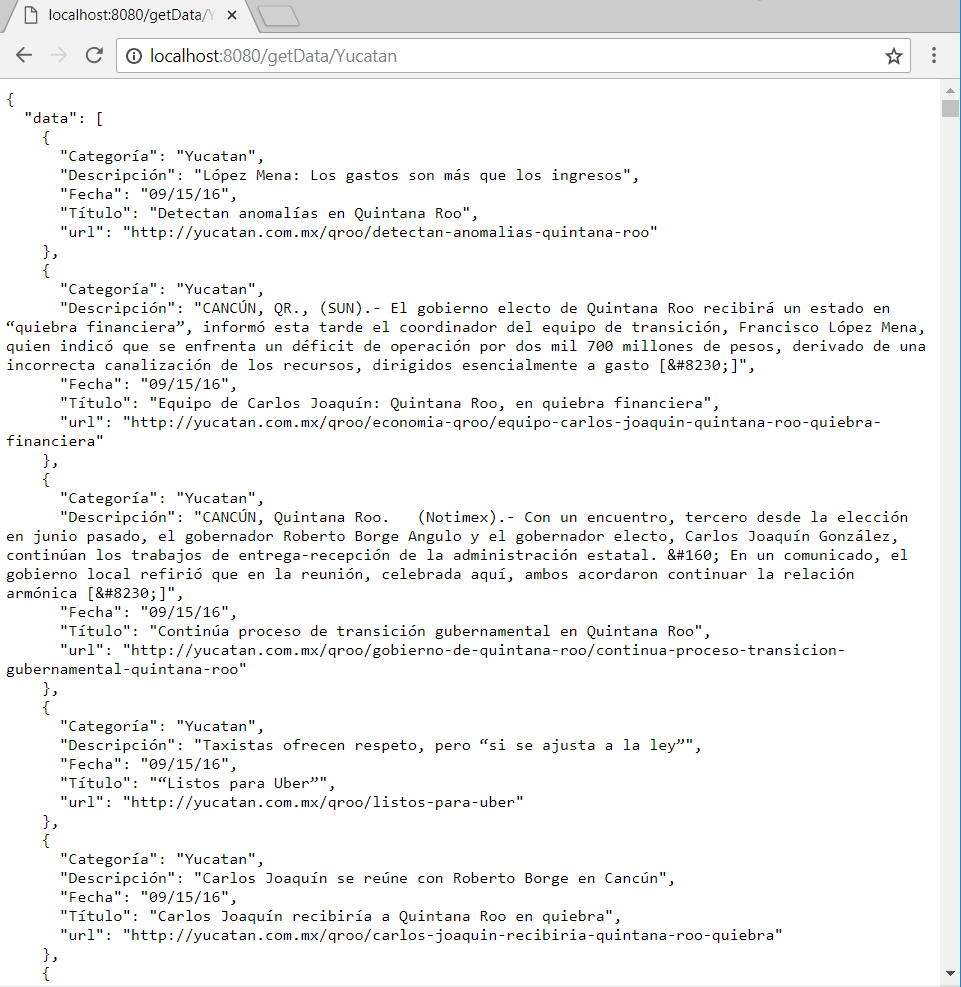 localhost:8080/getData/Y
localhost:8080/getData/Yucatan
{
"data": [
{
"Categoría": "Yucatan",
"Descripción": "López Mena: Los gastos son más que los ingresos",
"Fecha": "09/15/16",
"Título": "Detectan anomalías en Quintana Roo",
"url": "http://yucatan.com.mx/qroo/detectan-anomalias-quintana-roo"
},
{
"Categoría": "Yucatan",
"Descripción": "CANCÚN, QR., (SUN).- El gobierno electo de Quintana Roo recibirá un estado en
“quiebra financiera”, informó esta tarde el coordinador del equipo de transición, Francisco López Mena,
quien indicó que se enfrenta un déficit de operación por dos mil 700 millones de pesos, derivado de una
incorrecta canalización de los recursos, dirigidos esencialmente a gasto [&#8230;]",
"Fecha": "09/15/16",
"Título": "Equipo de Carlos Joaquín: Quintana Roo, en quiebra financiera",
"url": "http://yucatan.com.mx/qroo/economia-qroo/equipo-carlos-joaquin-quintana-roo-quiebra-
financiera"
},
{
"Categoría": "Yucatan",
"Descripción": "CANCÚN, Quintana Roo.   (Notimex).- Con un encuentro, tercero desde la elección
en junio pasado, el gobernador Roberto Borge Angulo y el gobernador electo, Carlos Joaquín González,
continúan los trabajos de entrega-recepción de la administración estatal. &#160; En un comunicado, el
gobierno local refirió que en la reunión, celebrada aquí, ambos acordaron continuar la relación
armónica [&#8230;]",
"Fecha": "09/15/16",
"Título": "Continúa proceso de transición gubernamental en Quintana Roo",
"url": "http://yucatan.com.mx/qroo/gobierno-de-quintana-roo/continua-proceso-transicion-
gubernamental-quintana-roo"
},
{
"Categoría": "Yucatan",
"Descripción": "Taxistas ofrecen respeto, pero “si se ajusta a la ley”",
"Fecha": "09/15/16",
"Título": "“Listos para Uber”",
"url": "http://yucatan.com.mx/qroo/listos-para-uber"
},
{
"Categoría": "Yucatan",
"Descripción": "Carlos Joaquín se reúne con Roberto Borge en Cancún",
"Fecha": "09/15/16",
"Título": "Carlos Joaquín recibiría a Quintana Roo en quiebra",
"url": "http://yucatan.com.mx/qroo/carlos-joaquin-recibiria-quintana-roo-quiebra"
},
{